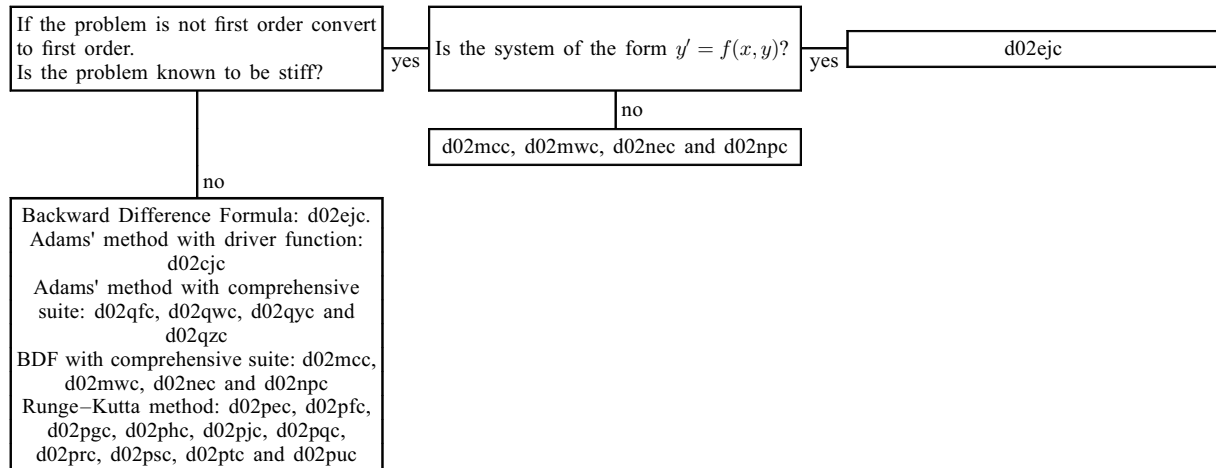 If the problem is not first order convert
to first order.
Is the problem known to be stiff?
yes
Is the system of the form y′ = f(x, y)?
yes
d02ejc
no
d02mcc, d02mwc, d02nec and d02npc
no
Backward Difference Formula: d02ejc.
Adams' method with driver function:
d02cjc
Adams' method with comprehensive
suite: d02qfc, d02qwc, d02qyc and
d02qzc
BDF with comprehensive suite: d02mcc,
d02mwc, d02nec and d02npc
Runge–Kutta method: d02pec, d02pfc,
d02pgc, d02phc, d02pjc, d02pqc,
d02prc, d02psc, d02ptc and d02puc